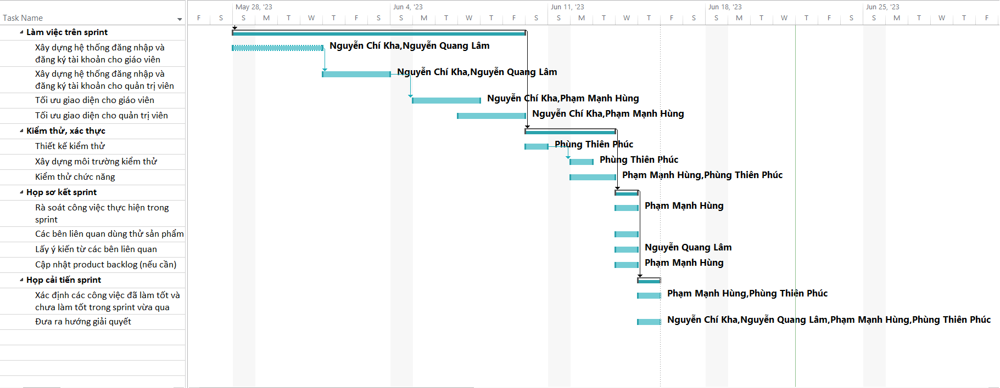 May 28, '23 Jun 4, '23 Jun 11, '23 Jun 18, '23 Jun 25, '23
Task Name F S S M T W T F S S M T W T F S S M T W T F S S M T W T F S S M T W T F
Làm việc trên sprint
Xây dựng hệ thống đăng nhập và Nguyễn Chí Kha,Nguyễn Quang Lâm
đăng ký tài khoản cho giáo viên
Xây dựng hệ thống đăng nhập và Nguyễn Chí Kha,Nguyễn Quang Lâm
đăng ký tài khoản cho quản trị viên
Tối ưu giao diện cho giáo viên Nguyễn Chí Kha,Phạm Mạnh Hùng
Tối ưu giao diện cho quản trị viên Nguyễn Chí Kha,Phạm Mạnh Hùng
Kiểm thử, xác thực
Thiết kế kiểm thử Phùng Thiên Phúc
Xây dựng môi trường kiểm thử Phùng Thiên Phúc
Kiểm thử chức năng Phạm Mạnh Hùng,Phùng Thiên Phúc
Họp sơ kết sprint
Rà soát công việc thực hiện trong Phạm Mạnh Hùng
sprint
Các bên liên quan dùng thử sản phẩm
Lấy ý kiến từ các bên liên quan Nguyễn Quang Lâm
Cập nhật product backlog (nếu cần) Phạm Mạnh Hùng
Họp cải tiến sprint
Xác định các công việc đã làm tốt và Phạm Mạnh Hùng,Phùng Thiên Phúc
chưa làm tốt trong sprint vừa qua
Đưa ra hướng giải quyết Nguyễn Chí Kha,Nguyễn Quang Lâm,Phạm Mạnh Hùng,Phùng Thiên Phúc